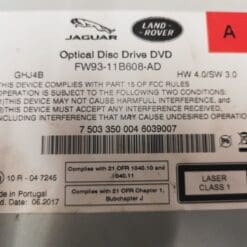 JAGUAR
LAND-
ROVER
A
Optical Disc Drive DVD
FW93-11B608-AD
GHJ4B HW 4.0/SW 3.0
THIS DEVICE COMPLIES WITH PART 15 OF FCC RULES
OPERATION IS SUBJECT TO THE FOLLOWING TWO CONDITIONS:
(1) THIS DEVICE MAY NOT CAUSE HARMFUL INTERFERENCE, AND
(2) THIS DEVICE MUST ACCEPT ANY INTERFERENCE RECEIVED,
INCLUDING INTERFERENCE THAT MAY CAUSE UNDESIRED OPERATION
7 503 350 004 6039007
10 R - 04 7245
Complies with 21 CFR 1040.10 and
1040.11
Complies with 21 CFR Chapter 1,
Subchapter J
LASER
CLASS 1
Made in Portugal
Date: 06.2017